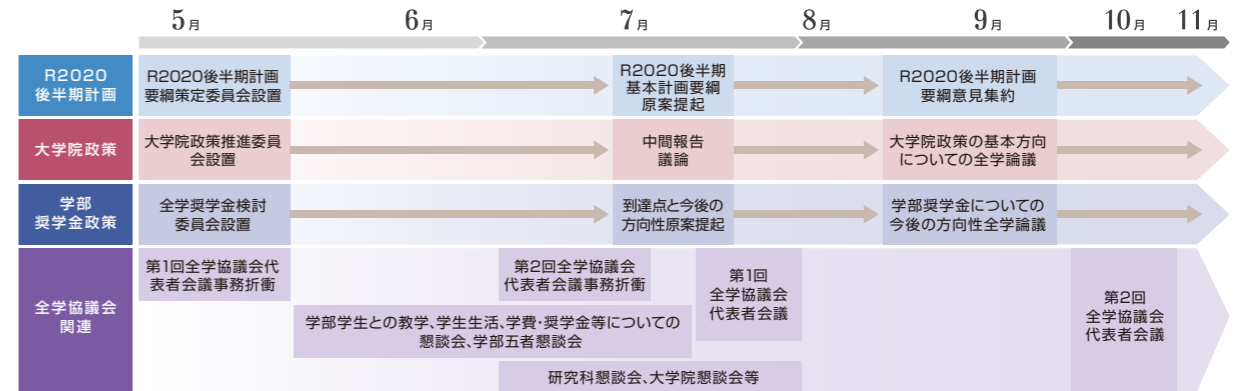 5月
6月
7月
8月
9月
10月
11月
R2020
後半期計画
R2020後半期計画
要綱策定委員会設置
R2020後半期
基本計画要綱
原案提起
R2020後半期計画
要綱意見集約
大学院政策
大学院政策推進委員
会設置
中間報告
議論
大学院政策の基本方向
についての全学論議
学部
奨学金政策
全学奨学金検討
委員会設置
到達点と今後の
方向性原案提起
学部奨学金についての
今後の方向性全学論議
全学協議会
関連
第1回全学協議会代
表者会議事務折衝
第2回全学協議会
代表者会議事務折衝
第1回
全学協議会
代表者会議
第2回
全学協議会
代表者会議
学部学生との教学、学生生活、学費・奨学金等についての
懇談会、学部五者懇談会
研究科懇談会、大学院懇談会等